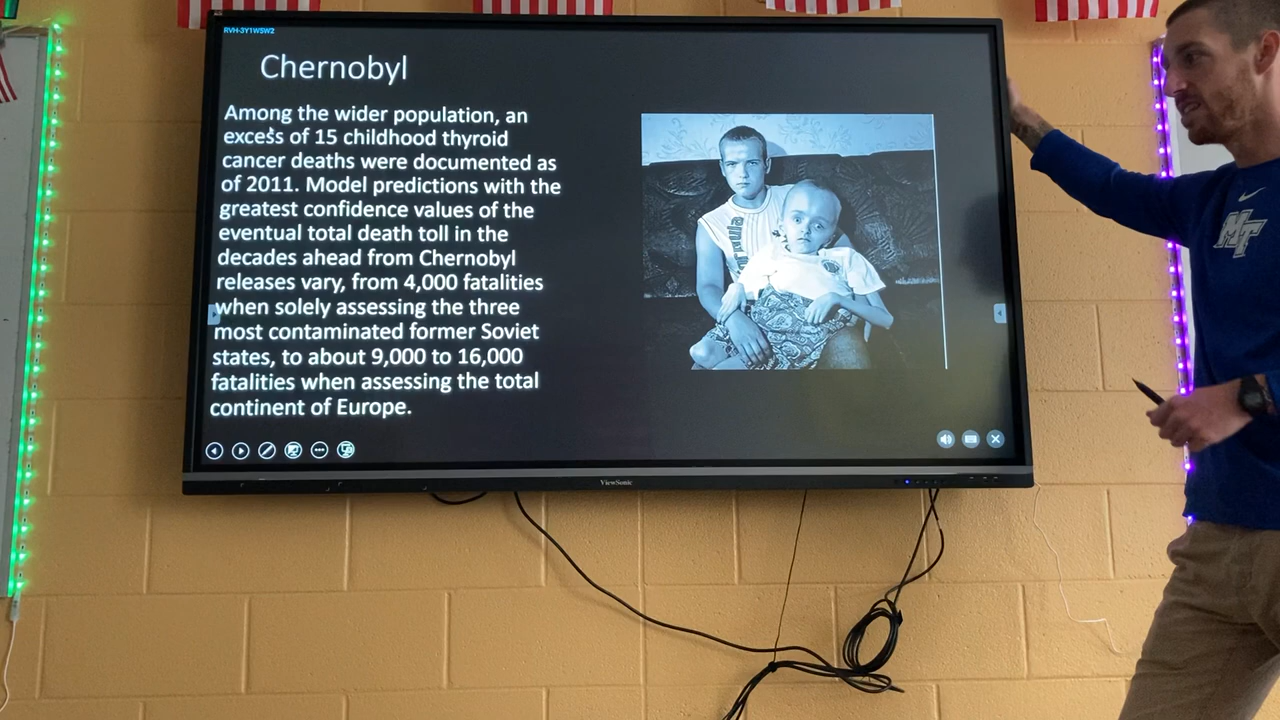 RVH-3Y1W5W2
Chernobyl
Among the wider population, an
excess of 15 childhood thyroid
cancer deaths were documented as
of 2011. Model predictions with the
greatest confidence values of the
eventual total death toll in the
decades ahead from Chernobyl
releases vary, from 4,000 fatalities
when solely assessing the three
most contaminated former Soviet
states, to about 9,000 to 16,000
fatalities when assessing the total
continent of Europe.
ViewSonic
MT